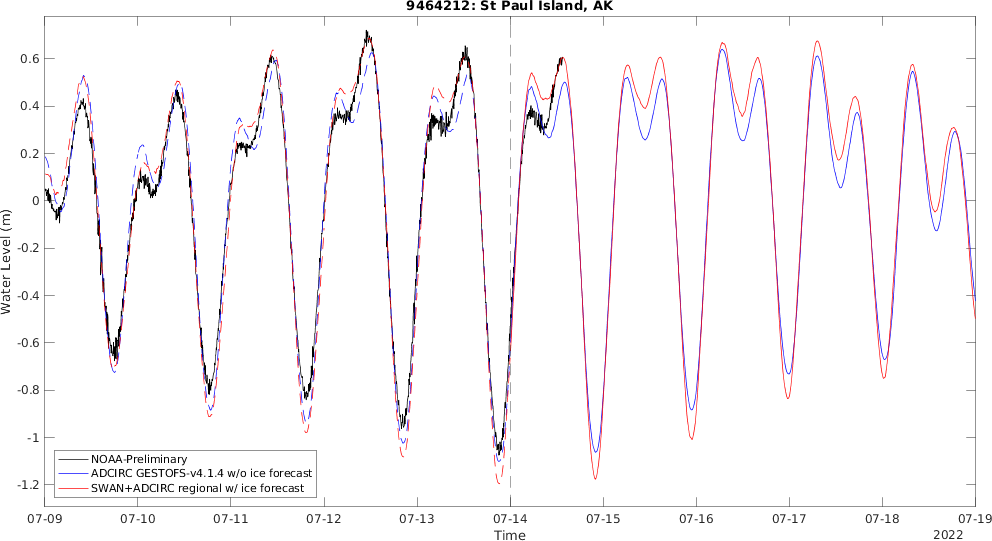 9464212: St Paul Island, AK
Water Level (m)
0.6
0.4
0.2
0
-0.2
-0.4
-0.6
-0.8
-1
-1.2
NOAA-Preliminary
ADCIRC GESTOFS-v4.1.4 w/o ice forecast
SWAN+ADCIRC regional w/ ice forecast
07-09 07-10 07-11 07-12 07-13 07-14 07-15 07-16 07-17 07-18 07-19
Time
2022